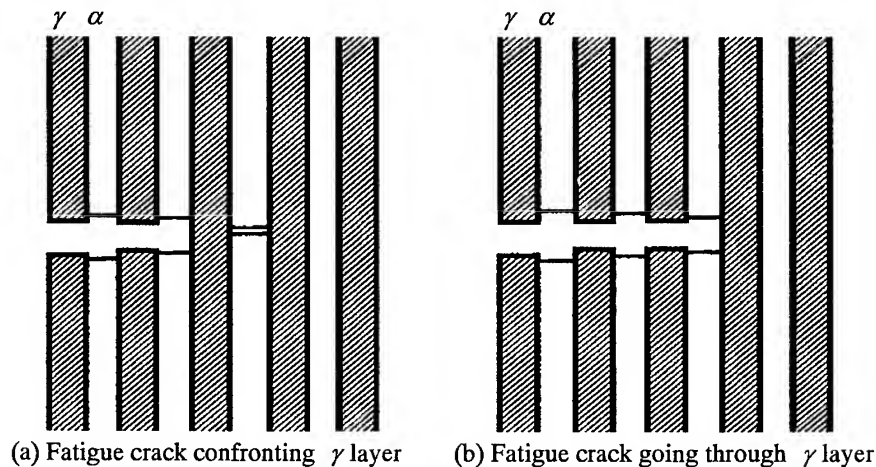 γ α
γ α
(a) Fatigue crack confronting γ layer
(b) Fatigue crack going through γ layer